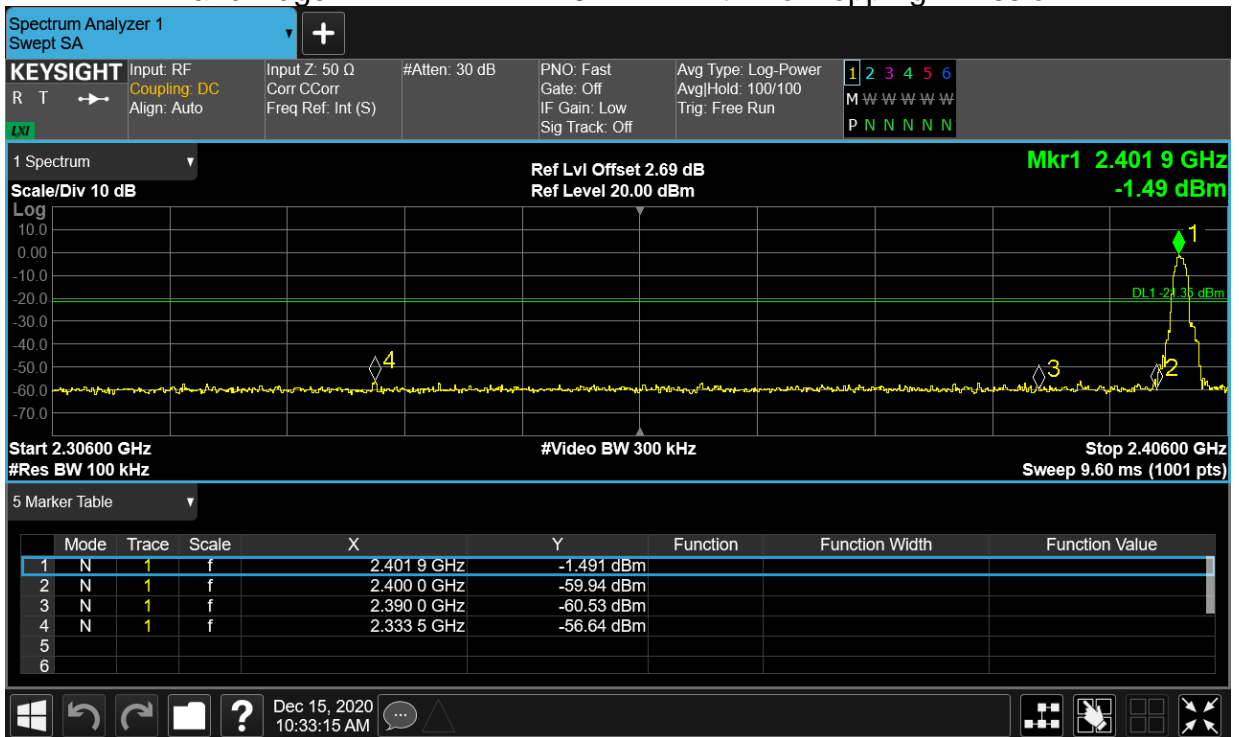 Spectrum Analyzer 1
Swept SA
+
KEYSIGHT
R T
LXI
Input: RF
Coupling: DC
Align: Auto
Input Z: 50 Ω
Corr CCorr
Freq Ref: Int (S)
#Atten: 30 dB
PNO: Fast
Gate: Off
IF Gain: Low
Sig Track: Off
Avg Type: Log-Power
Avg|Hold: 100/100
Trig: Free Run
1 2 3 4 5 6
M W W W W W
P N N N N N
1 Spectrum
Scale/Div 10 dB
Ref Lvl Offset 2.69 dB
Ref Level 20.00 dBm
Mkr1 2.401 9 GHz
-1.49 dBm
Log
10.0
0.00
-10.0
-20.0
-30.0
-40.0
-50.0
-60.0
-70.0
1
DL1 -21.35 dBm
4
3
2
Start 2.30600 GHz
#Res BW 100 kHz
#Video BW 300 kHz
Stop 2.40600 GHz
Sweep 9.60 ms (1001 pts)
5 Marker Table
Mode Trace Scale X Y Function Function Width Function Value
1 N 1 f 2.401 9 GHz -1.491 dBm
2 N 1 f 2.400 0 GHz -59.94 dBm
3 N 1 f 2.390 0 GHz -60.53 dBm
4 N 1 f 2.333 5 GHz -56.64 dBm
5
6
?
Dec 15, 2020
10:33:15 AM